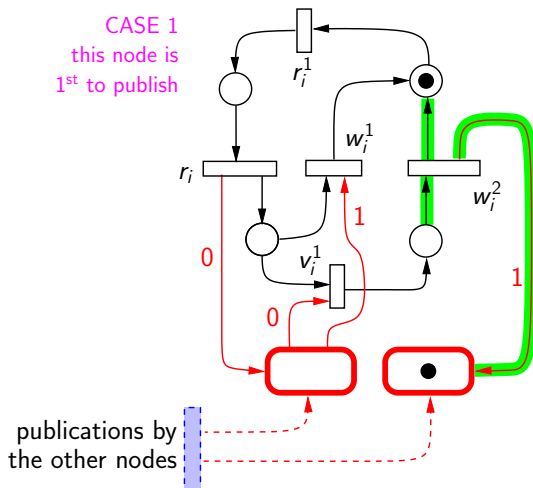 CASE 1
this node is
1st to publish
r_i^1
w_i^1
r_i
w_i^2
1
v_i^1
0
0
1
publications by
the other nodes